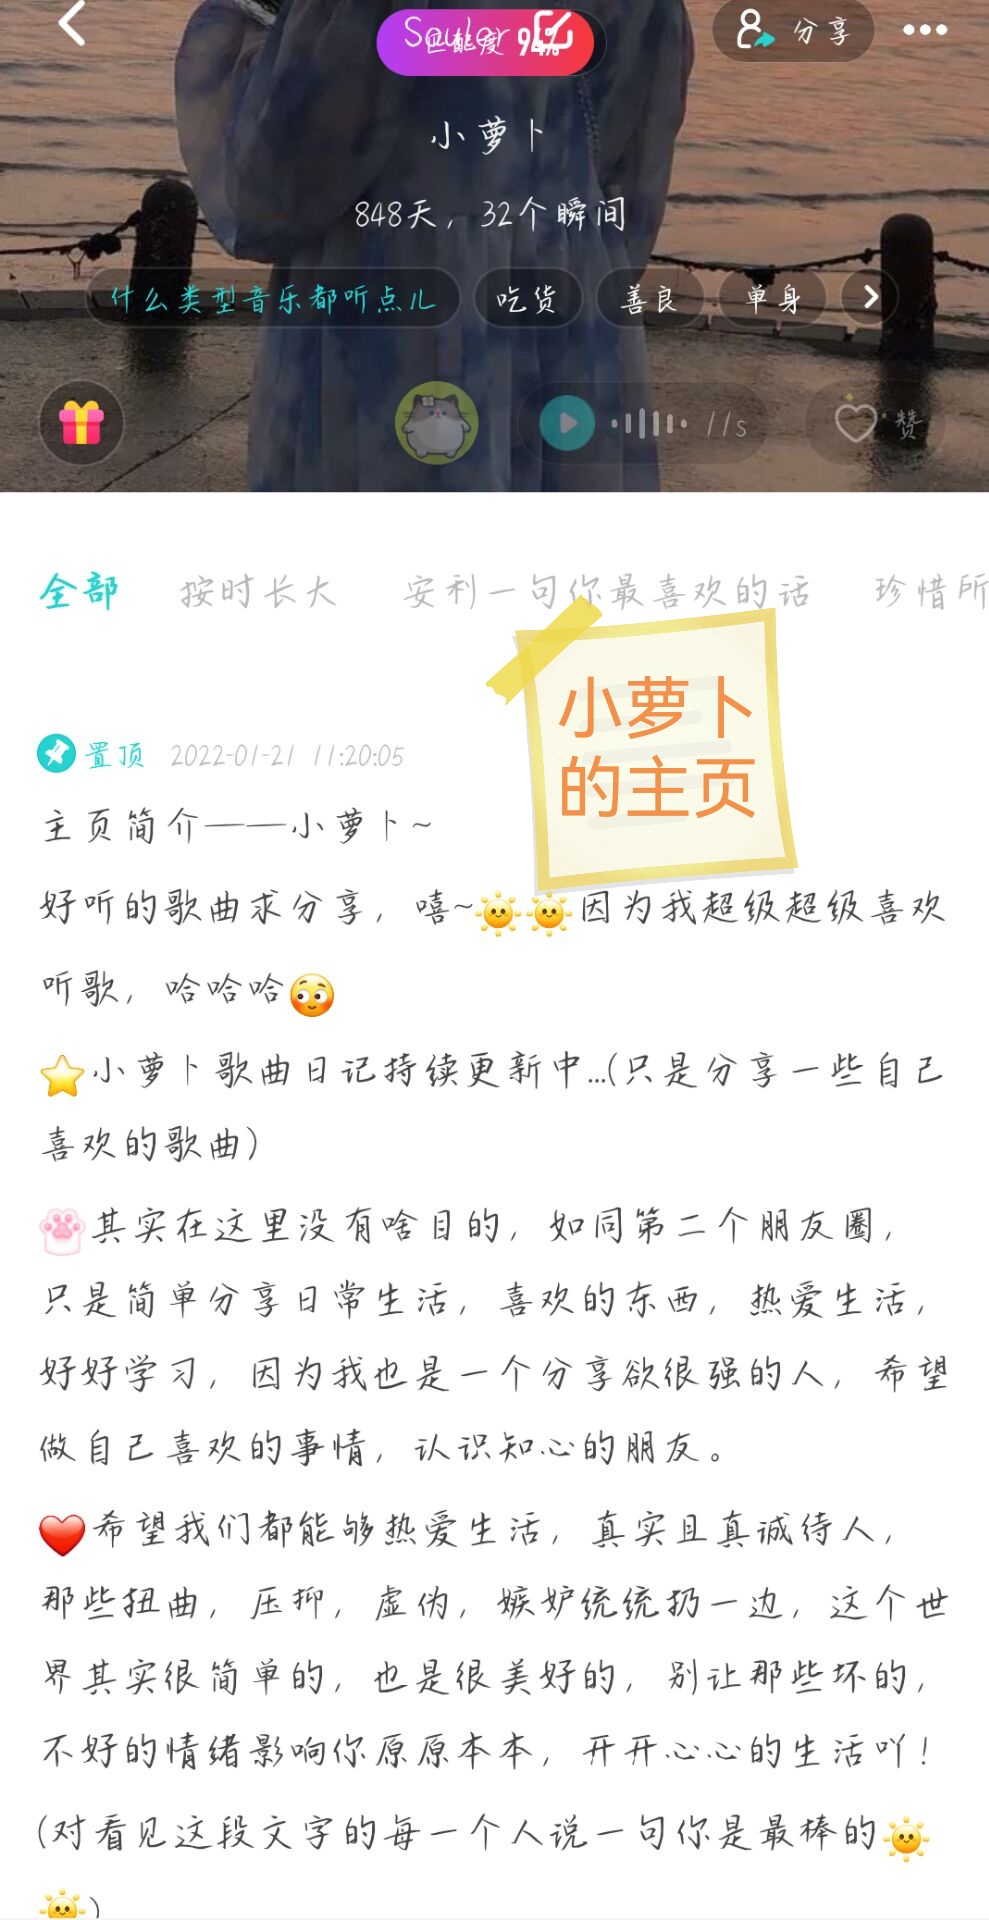 Souler
匹配度 94%
分享
小萝卜
848天，32个瞬间
什么类型音乐都听点儿 吃货 善良 单身
11s 赞
全部 按时长大 安利一句你最喜欢的话 珍惜所
小萝卜
的主页
置顶 2022-01-21 11:20:05
主页简介——小萝卜~
好听的歌曲求分享，嘻~🌞🌞因为我超级超级喜欢
听歌，哈哈哈😳
⭐小萝卜歌曲日记持续更新中...(只是分享一些自己
喜欢的歌曲)
🐾其实在这里没有啥目的，如同第二个朋友圈，
只是简单分享日常生活，喜欢的东西，热爱生活，
好好学习，因为我也是一个分享欲很强的人，希望
做自己喜欢的事情，认识知心的朋友。
❤️希望我们都能够热爱生活，真实且真诚待人，
那些扭曲，压抑，虚伪，嫉妒统统扔一边，这个世
界其实很简单的，也是很美好的，别让那些坏的，
不好的情绪影响你原原本本，开开心心的生活吖！
(对看见这段文字的每一个人说一句你是最棒的🌞
🌞)